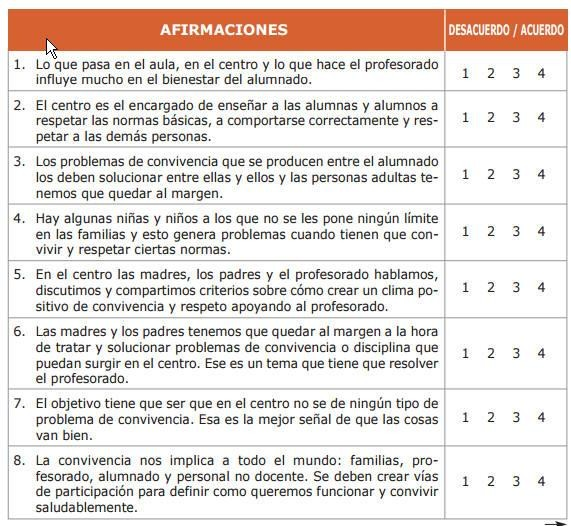 AFIRMACIONES
DESACUERDO / ACUERDO
1. Lo que pasa en el aula, en el centro y lo que hace el profesorado
influye mucho en el bienestar del alumnado.
1 2 3 4
2. El centro es el encargado de enseñar a las alumnas y alumnos a
respetar las normas básicas, a comportarse correctamente y res-
petar a las demás personas.
1 2 3 4
3. Los problemas de convivencia que se producen entre el alumnado
los deben solucionar entre ellas y ellos y las personas adultas te-
nemos que quedar al margen.
1 2 3 4
4. Hay algunas niñas y niños a los que no se les pone ningún límite
en las familias y esto genera problemas cuando tienen que con-
vivir y respetar ciertas normas.
1 2 3 4
5. En el centro las madres, los padres y el profesorado hablamos,
discutimos y compartimos criterios sobre cómo crear un clima po-
sitivo de convivencia y respeto apoyando al profesorado.
1 2 3 4
6. Las madres y los padres tenemos que quedar al margen a la hora
de tratar y solucionar problemas de convivencia o disciplina que
puedan surgir en el centro. Ese es un tema que tiene que resolver
el profesorado.
1 2 3 4
7. El objetivo tiene que ser que en el centro no se de ningún tipo de
problema de convivencia. Esa es la mejor señal de que las cosas
van bien.
1 2 3 4
8. La convivencia nos implica a todo el mundo: familias, pro-
fesorado, alumnado y personal no docente. Se deben crear vías
de participación para definir como queremos funcionar y convivir
saludablemente.
1 2 3 4